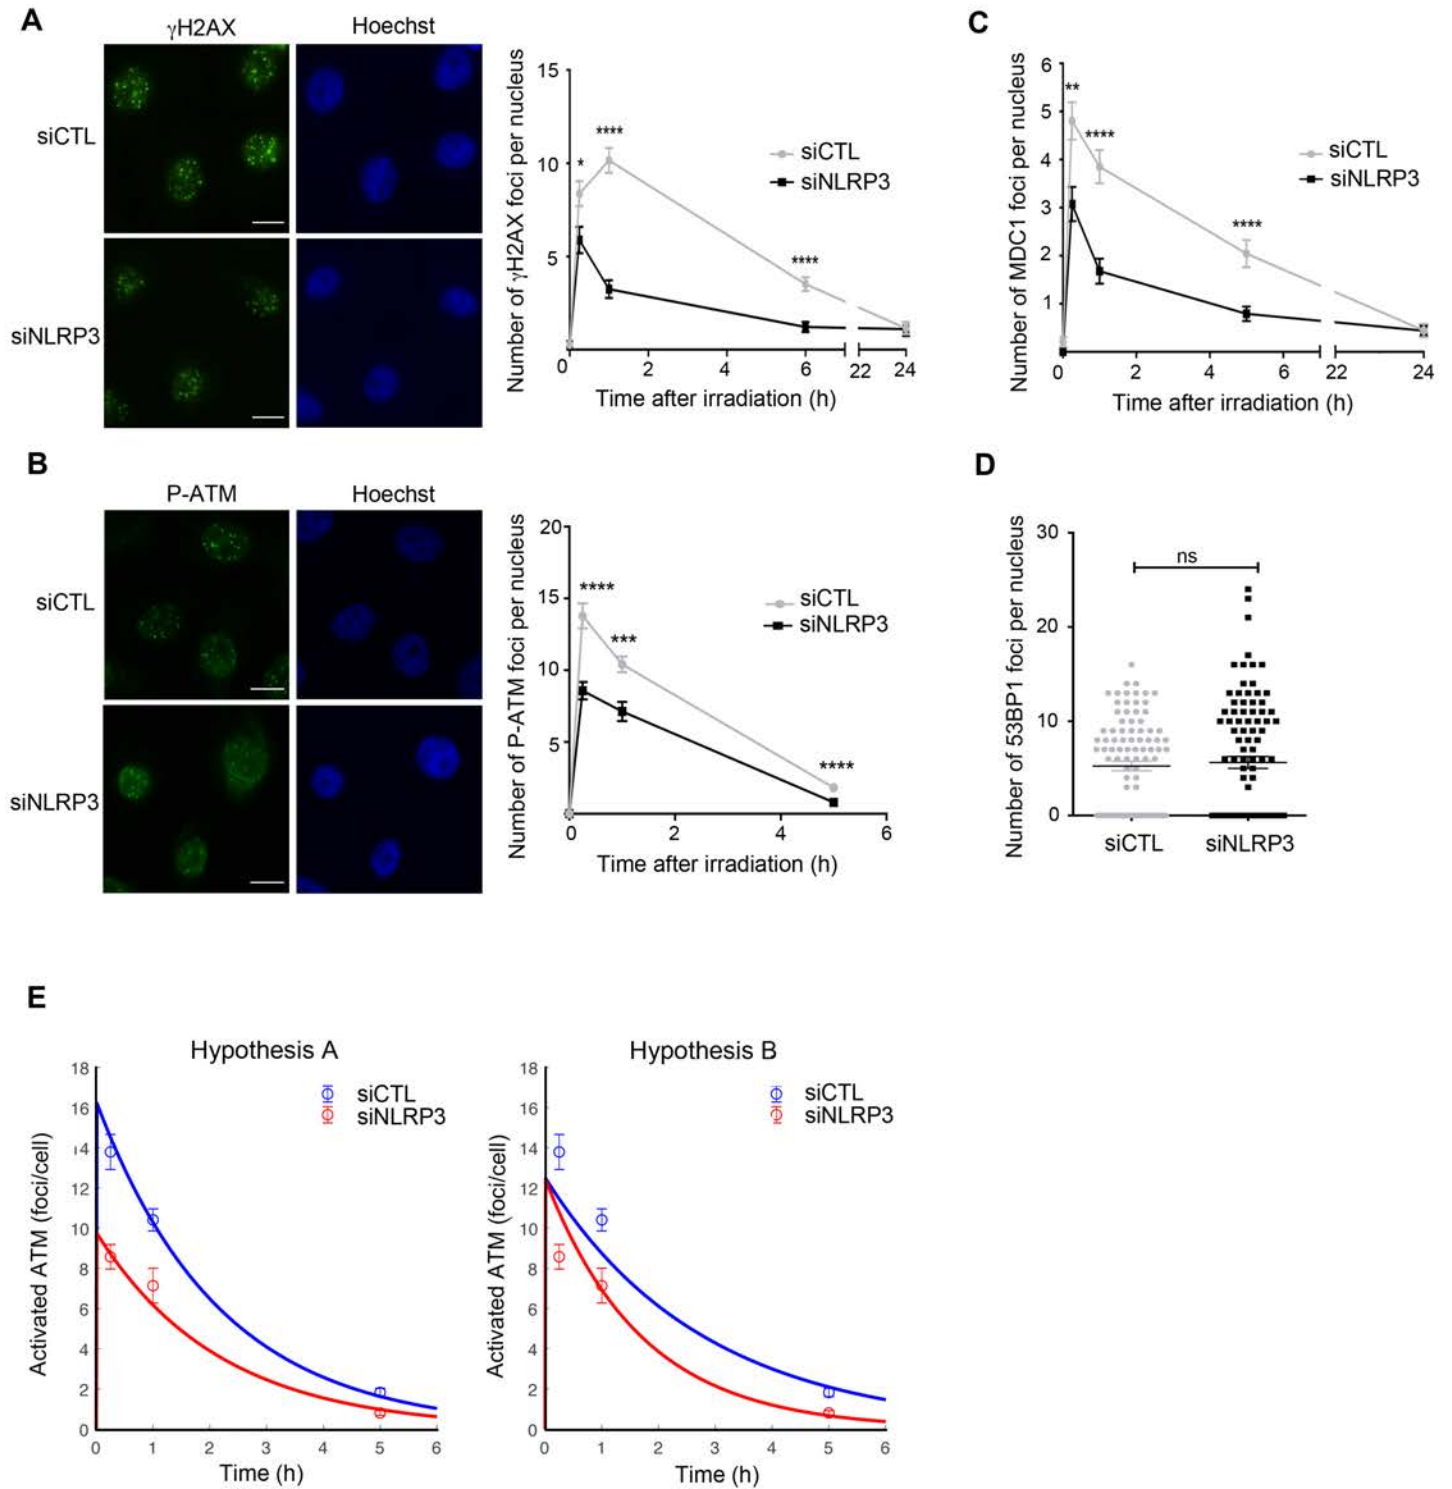 A
γH2AX
Hoechst
siCTL
siNLRP3
Number of γH2AX foci per nucleus
15
10
5
*
****
****
siCTL
siNLRP3
0 2 4 6 22 24
Time after irradiation (h)
C
Number of MDC1 foci per nucleus
6
5
4
3
2
1
**
****
****
siCTL
siNLRP3
0 2 4 6 22 24
Time after irradiation (h)
B
P-ATM
Hoechst
siCTL
siNLRP3
Number of P-ATM foci per nucleus
20
15
10
5
****
***
****
siCTL
siNLRP3
0 2 4 6
Time after irradiation (h)
D
Number of 53BP1 foci per nucleus
30
20
10
0
ns
siCTL siNLRP3
E
Hypothesis A
Activated ATM (foci/cell)
18
16
14
12
10
8
6
4
2
0
siCTL
siNLRP3
0 1 2 3 4 5 6
Time (h)
Hypothesis B
Activated ATM (foci/cell)
18
16
14
12
10
8
6
4
2
0
siCTL
siNLRP3
0 1 2 3 4 5 6
Time (h)